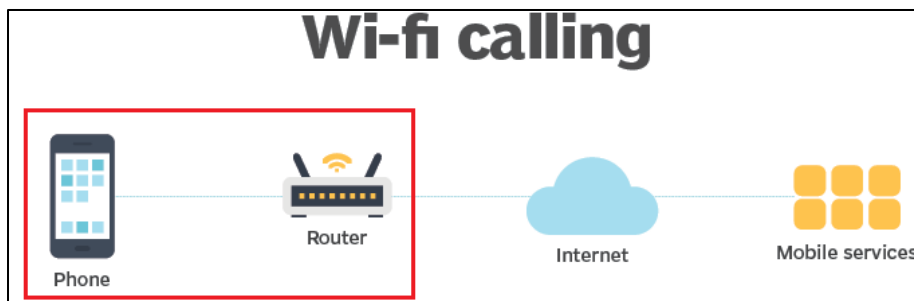 Wi-fi calling
Phone
Router
Internet
Mobile services